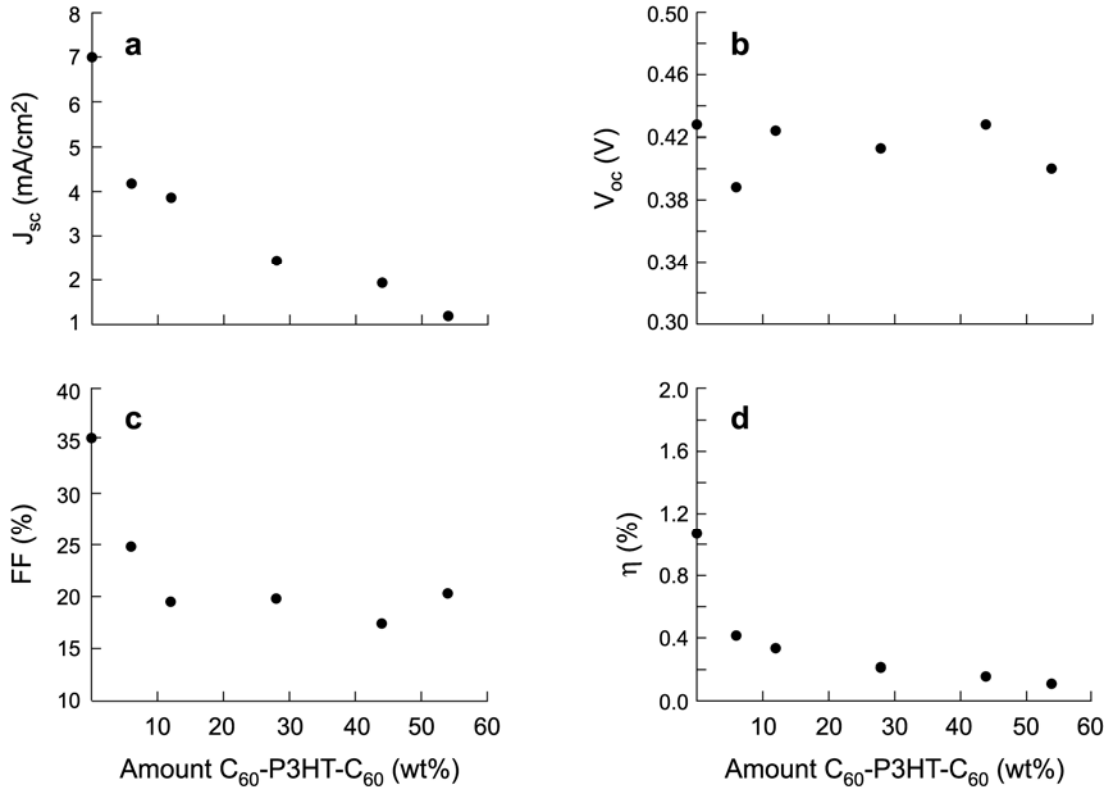 a
J_sc (mA/cm²)
8
7
6
5
4
3
2
1
0 10 20 30 40 50 60
b
V_oc (V)
0.50
0.46
0.42
0.38
0.34
0.30
0 10 20 30 40 50 60
c
FF (%)
40
35
30
25
20
15
10
10 20 30 40 50 60
Amount C₆₀-P3HT-C₆₀ (wt%)
d
η (%)
2.0
1.6
1.2
0.8
0.4
0.0
10 20 30 40 50 60
Amount C₆₀-P3HT-C₆₀ (wt%)